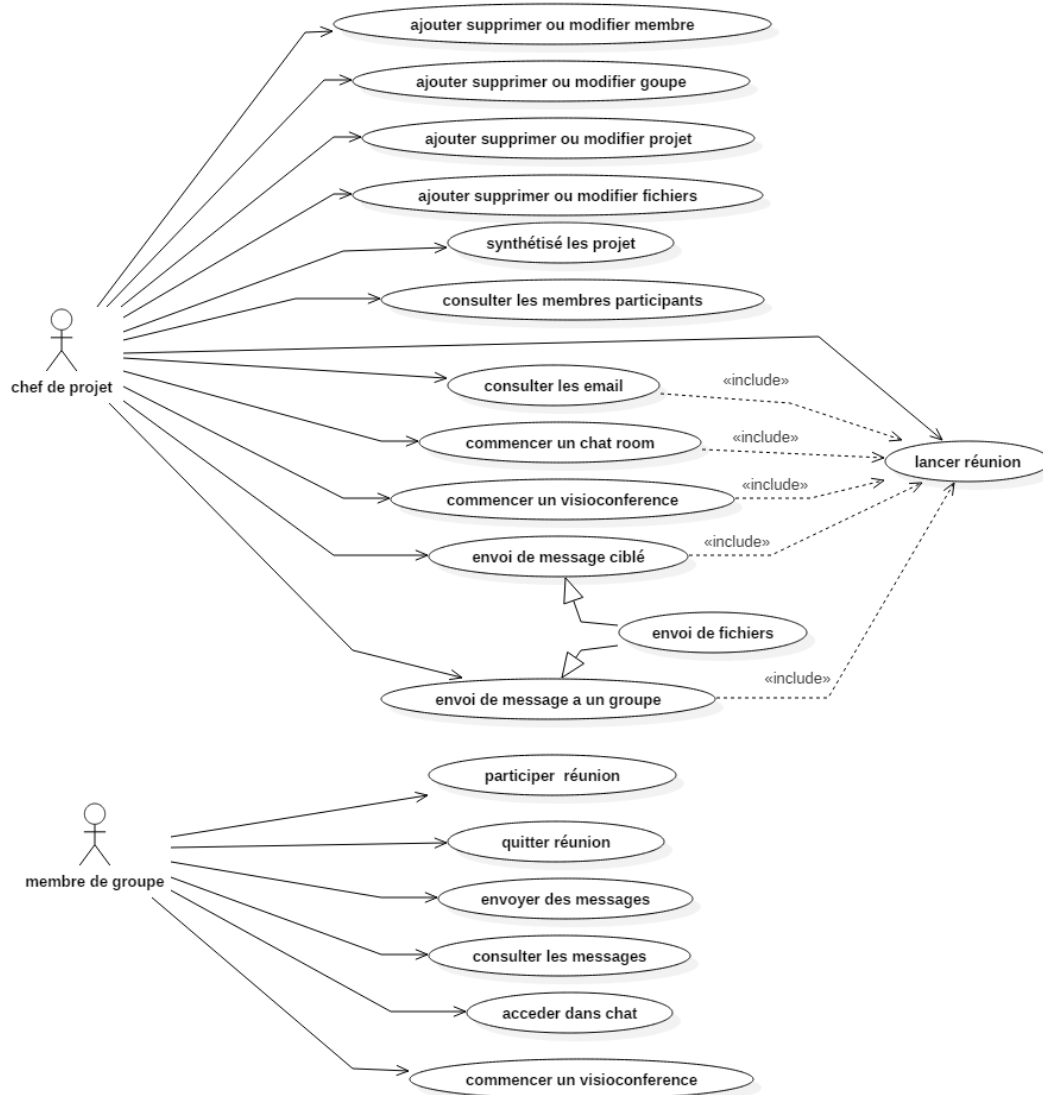 ajouter supprimer ou modifier membre
ajouter supprimer ou modifier goupe
ajouter supprimer ou modifier projet
ajouter supprimer ou modifier fichiers
synthétisé les projet
consulter les membres participants
chef de projet
consulter les email
«include»
commencer un chat room
«include»
lancer réunion
commencer un visioconference
«include»
envoi de message ciblé
«include»
envoi de fichiers
envoi de message a un groupe
«include»
participer réunion
quitter réunion
membre de groupe
envoyer des messages
consulter les messages
acceder dans chat
commencer un visioconference